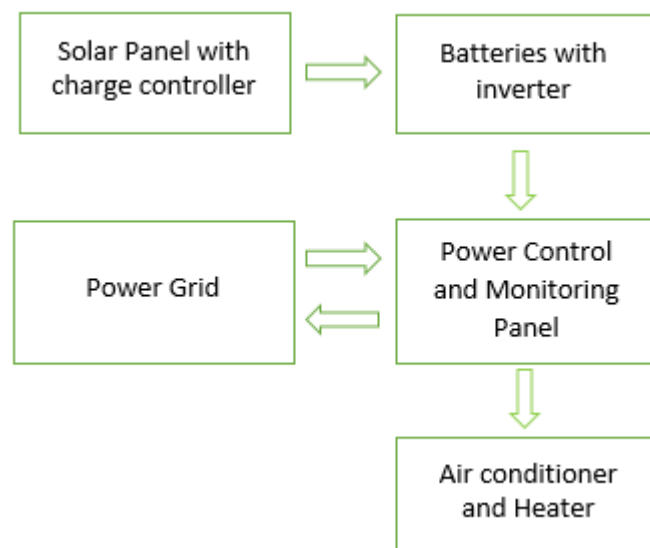 Solar Panel with
charge controller
Batteries with
inverter
Power Grid
Power Control
and Monitoring
Panel
Air conditioner
and Heater